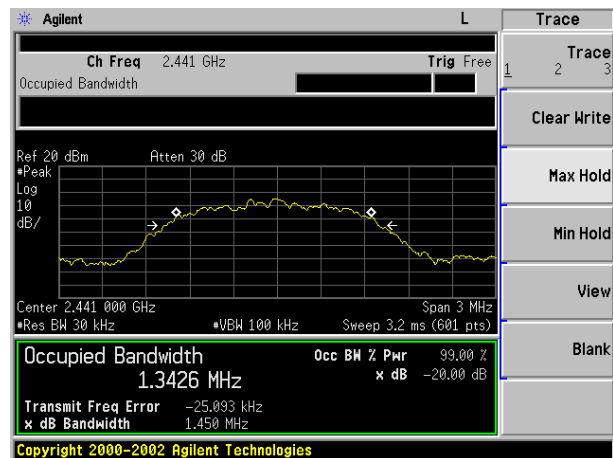 Agilent L Trace
Ch Freq 2.441 GHz Trig Free
Occupied Bandwidth
Trace
1 2 3
Clear Write
Max Hold
Min Hold
View
Blank
Ref 20 dBm Atten 30 dB
#Peak
Log
10
dB/
Center 2.441 000 GHz Span 3 MHz
#Res BW 30 kHz #VBW 100 kHz Sweep 3.2 ms (601 pts)
Occupied Bandwidth Occ BW % Pwr 99.00 %
1.3426 MHz x dB -20.00 dB
Transmit Freq Error -25.093 kHz
x dB Bandwidth 1.450 MHz
Copyright 2000-2002 Agilent Technologies